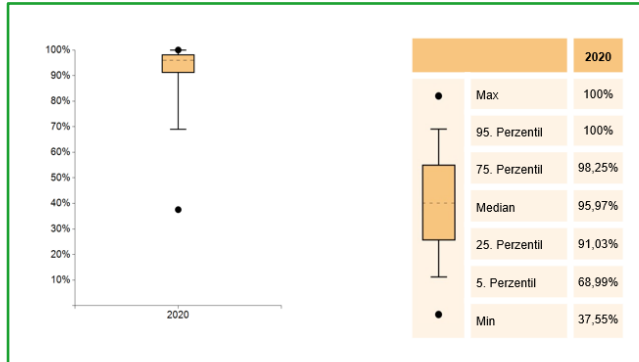 100%
90%
80%
70%
60%
50%
40%
30%
20%
10%
2020
2020
Max 100%
95. Perzentil 100%
75. Perzentil 98,25%
Median 95,97%
25. Perzentil 91,03%
5. Perzentil 68,99%
Min 37,55%